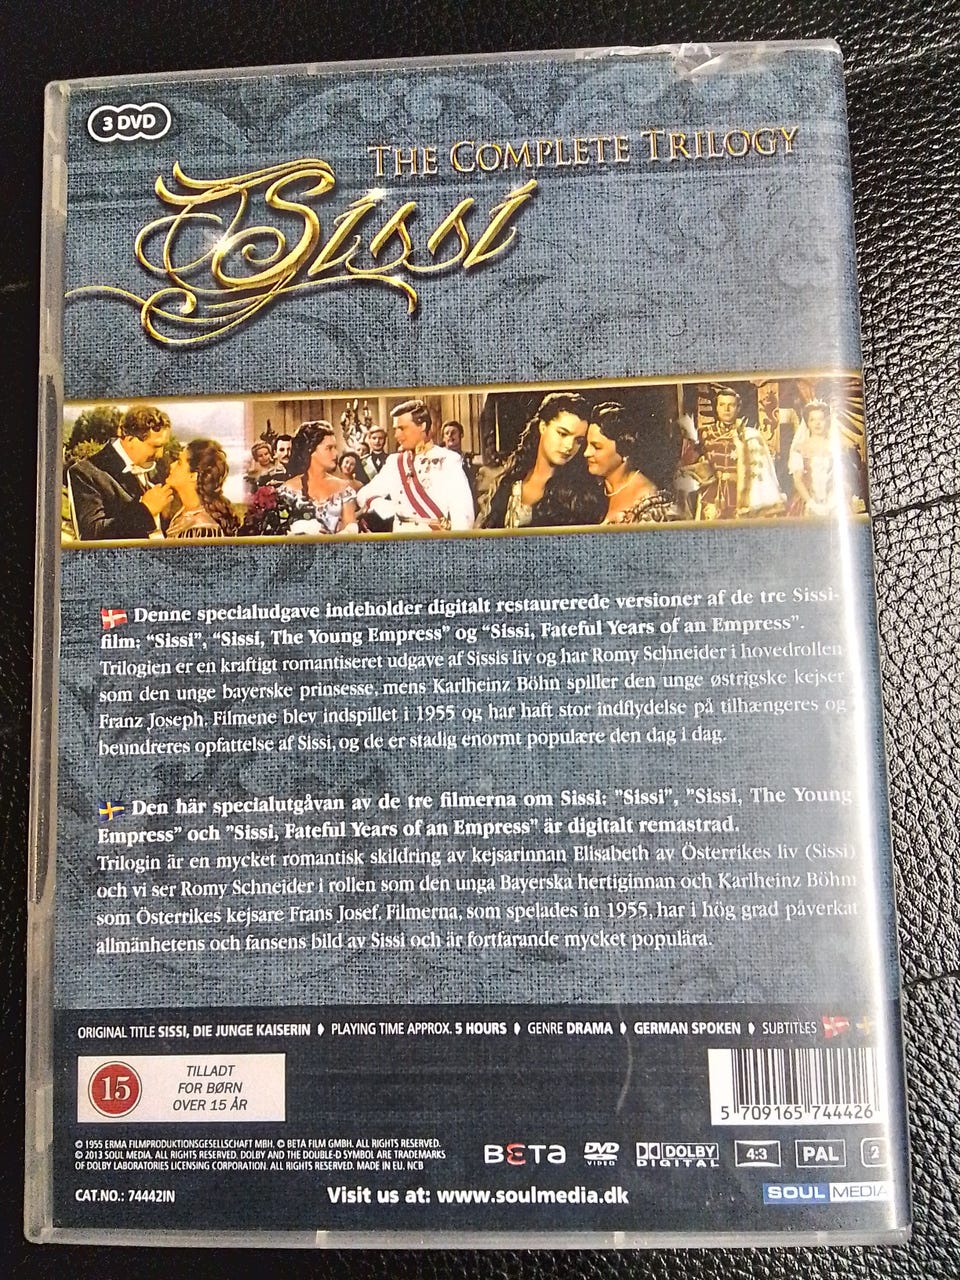 3 DVD
THE COMPLETE TRILOGY
Sissi
Denne specialudgave indeholder digitalt restaurerede versioner af de tre Sissi-
film: "Sissi", "Sissi, The Young Empress" og "Sissi, Fateful Years of an Empress".
Trilogien er en kraftigt romantiseret udgave af Sissis liv og har Romy Schneider i hovedrollen
som den unge bayerske prinsesse, mens Karlheinz Böhn spiller den unge østrigske kejser
Franz Joseph. Filmene blev indspillet i 1955 og har haft stor indflydelse på tilhængeres og
beundreres opfattelse af Sissi, og de er stadig enormt populære den dag i dag.
Den här specialutgåvan av de tre filmerna om Sissi: "Sissi", "Sissi, The Young
Empress" och "Sissi, Fateful Years of an Empress" är digitalt remastrad.
Trilogin är en mycket romantisk skildring av kejsarinnan Elisabeth av Österrikes liv (Sissi)
och vi ser Romy Schneider i rollen som den unga Bayerska hertiginnan och Karlheinz Böhm
som Österrikes kejsare Frans Josef. Filmerna, som spelades in 1955, har i hög grad påverkat
allmänhetens och fansens bild av Sissi och är fortfarande mycket populära.
ORIGINAL TITLE SISSI, DIE JUNGE KAISERIN PLAYING TIME APPROX. 5 HOURS GENRE DRAMA GERMAN SPOKEN SUBTITLES
15
TILLADT
FOR BØRN
OVER 15 ÅR
5 709165 744426
© 1955 ERMA FILMPRODUKTIONSGESELLSCHAFT MBH. © BETA FILM GMBH. ALL RIGHTS RESERVED.
© 2013 SOUL MEDIA. ALL RIGHTS RESERVED. DOLBY AND THE DOUBLE-D SYMBOL ARE TRADEMARKS
OF DOLBY LABORATORIES LICENSING CORPORATION. ALL RIGHTS RESERVED. MADE IN EU. NCB
BETA DVD VIDEO DOLBY DIGITAL 4:3 PAL 2
CAT.NO.: 74442IN
Visit us at: www.soulmedia.dk
SOUL MEDIA